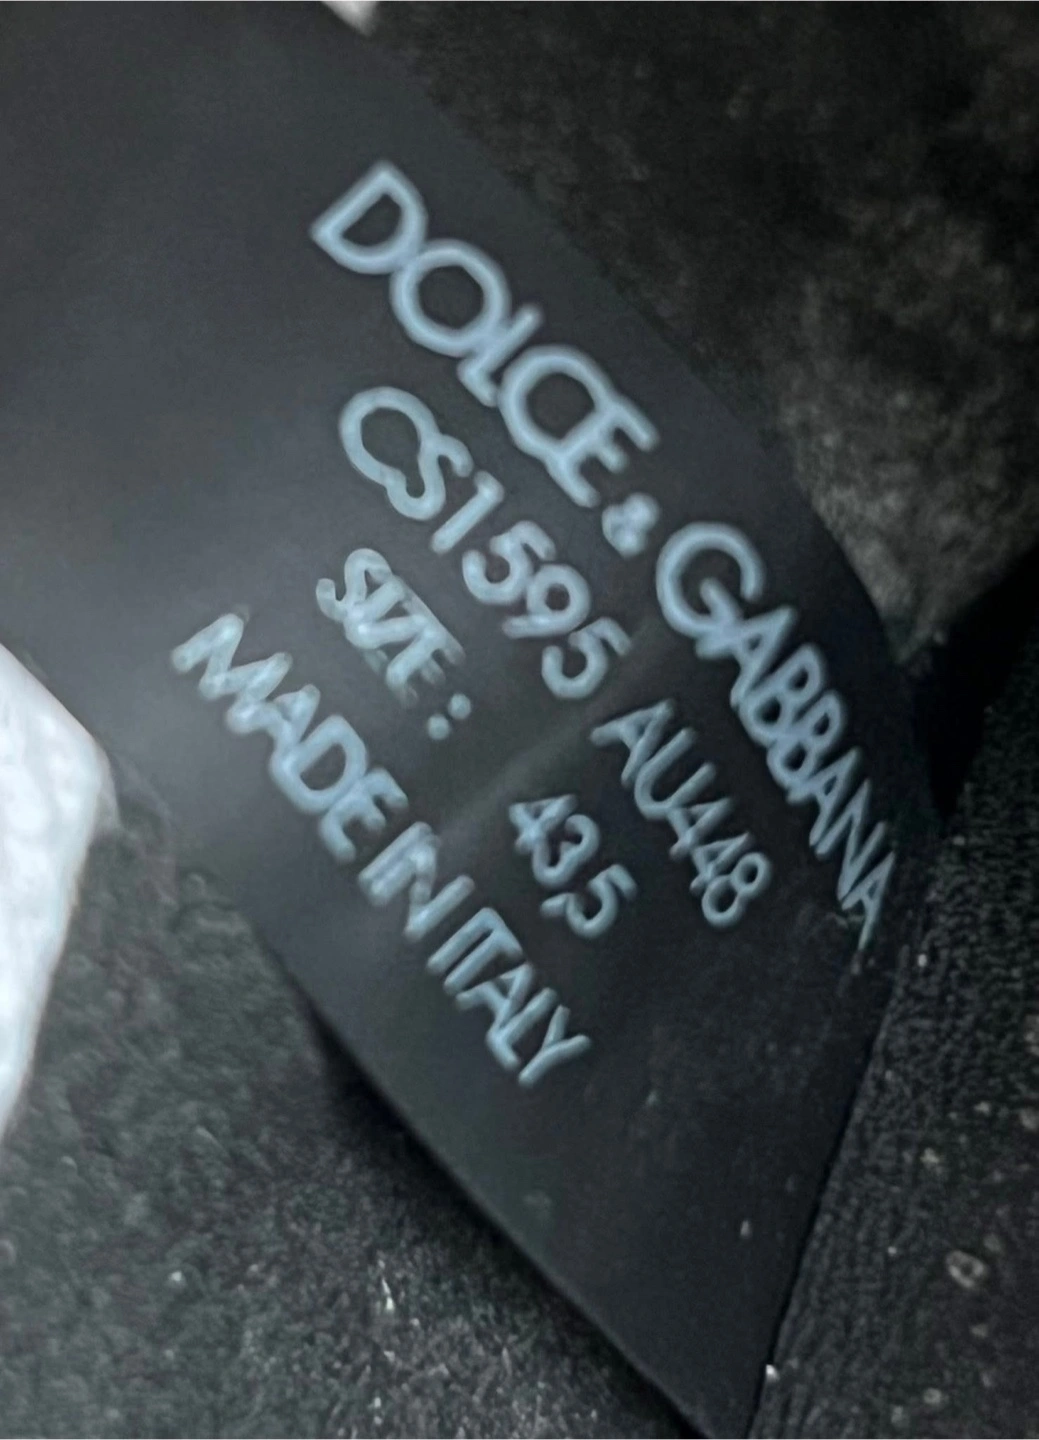 DOLCE & GABBANA
CS1595 AU448
SIZE: 43,5
MADE IN ITALY